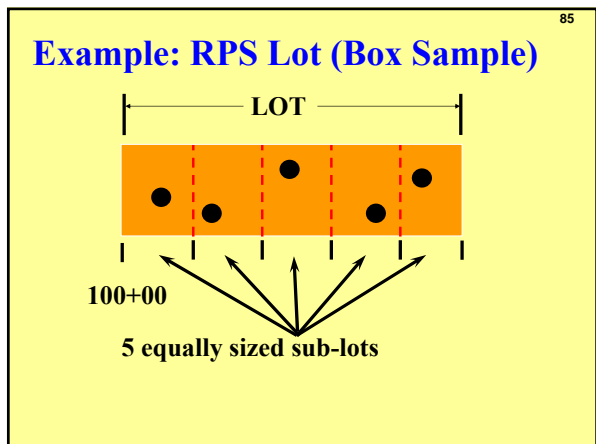 85
Example: RPS Lot (Box Sample)
LOT
100+00
5 equally sized sub-lots